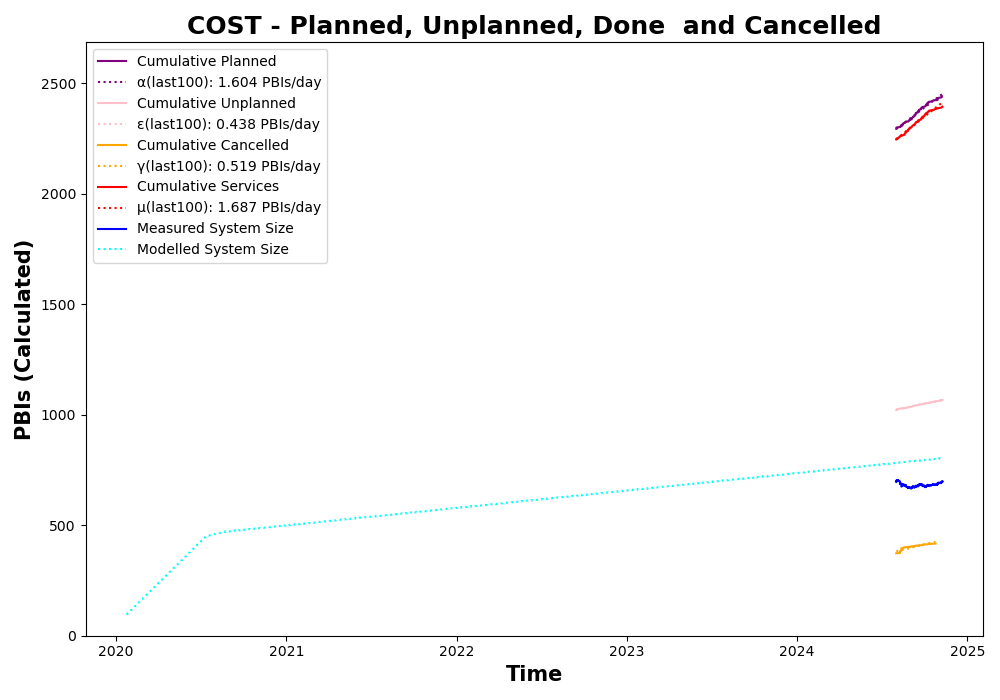 COST - Planned, Unplanned, Done  and Cancelled
Cumulative Planned
α(last100): 1.604 PBIs/day
Cumulative Unplanned
ε(last100): 0.438 PBIs/day
Cumulative Cancelled
γ(last100): 0.519 PBIs/day
Cumulative Services
μ(last100): 1.687 PBIs/day
Measured System Size
Modelled System Size
PBIs (Calculated)
2500
2000
1500
1000
500
0
2020
2021
2022
2023
2024
2025
Time